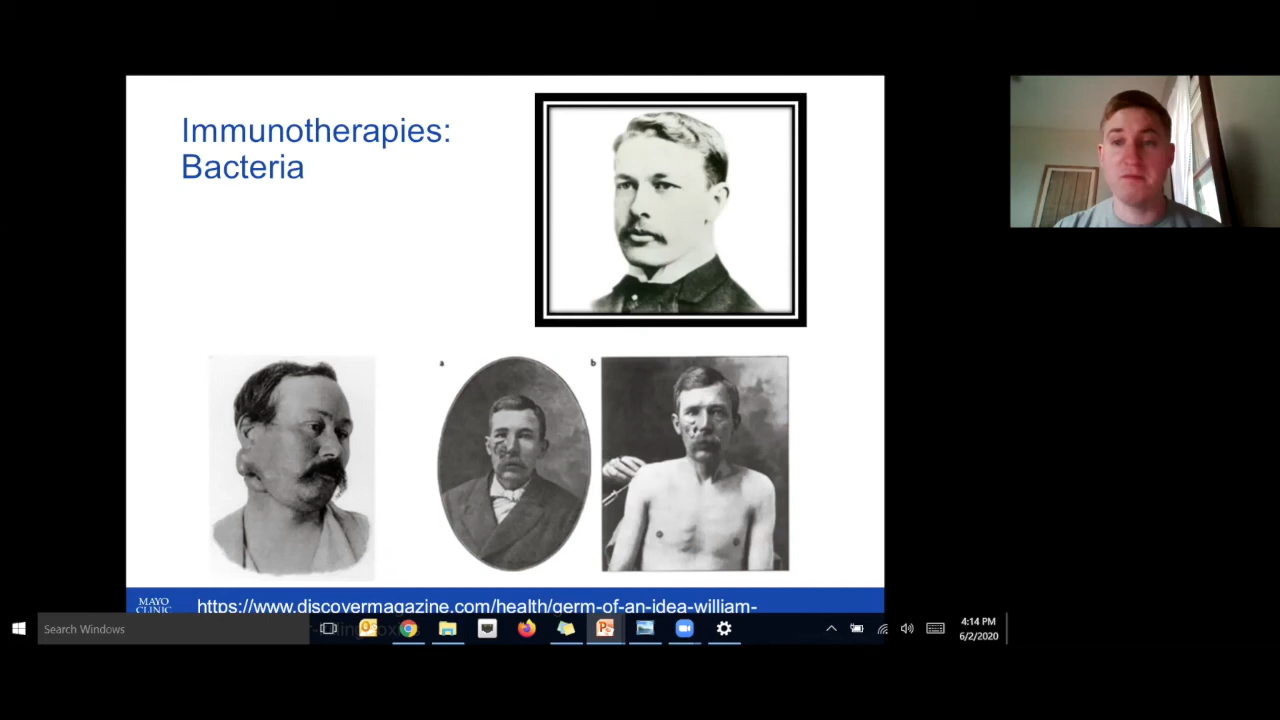 Immunotherapies:
Bacteria
a
b
MAYO
CLINIC
https://www.discovermagazine.com/health/germ-of-an-idea-william-
Search Windows
4:14 PM
6/2/2020